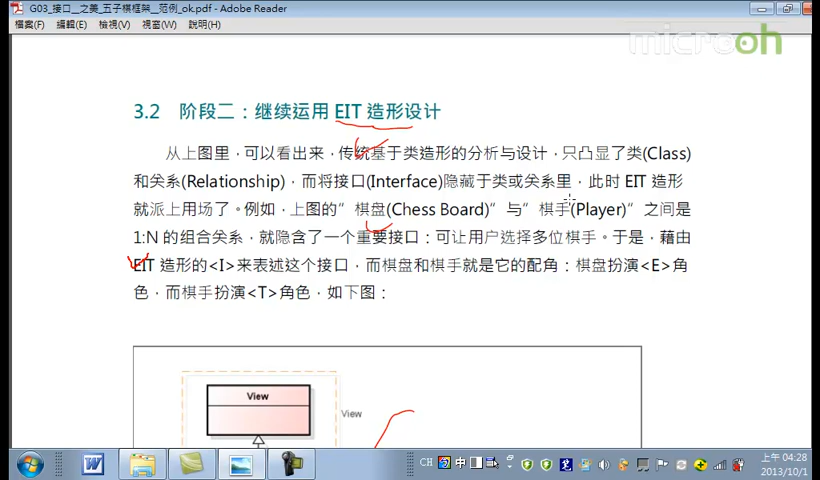 G03_接口__之美_五子棋框架__范例_ok.pdf - Adobe Reader
檔案(F) 編輯(E) 檢視(V) 視窗(W) 說明(H)
microoh
3.2 阶段二：继续运用 EIT 造形设计
从上图里，可以看出来，传统基于类造形的分析与设计，只凸显了类(Class)
和关系(Relationship)，而将接口(Interface)隐藏于类或关系里，此时 EIT 造形
就派上用场了。例如，上图的”棋盘(Chess Board)”与”棋手(Player)”之间是
1:N 的组合关系，就隐含了一个重要接口：可让用户选择多位棋手。于是，藉由
EIT 造形的<I>来表述这个接口，而棋盘和棋手就是它的配角：棋盘扮演<E>角
色，而棋手扮演<T>角色，如下图：
View
View
CH 中
上午 04:28
2013/10/1